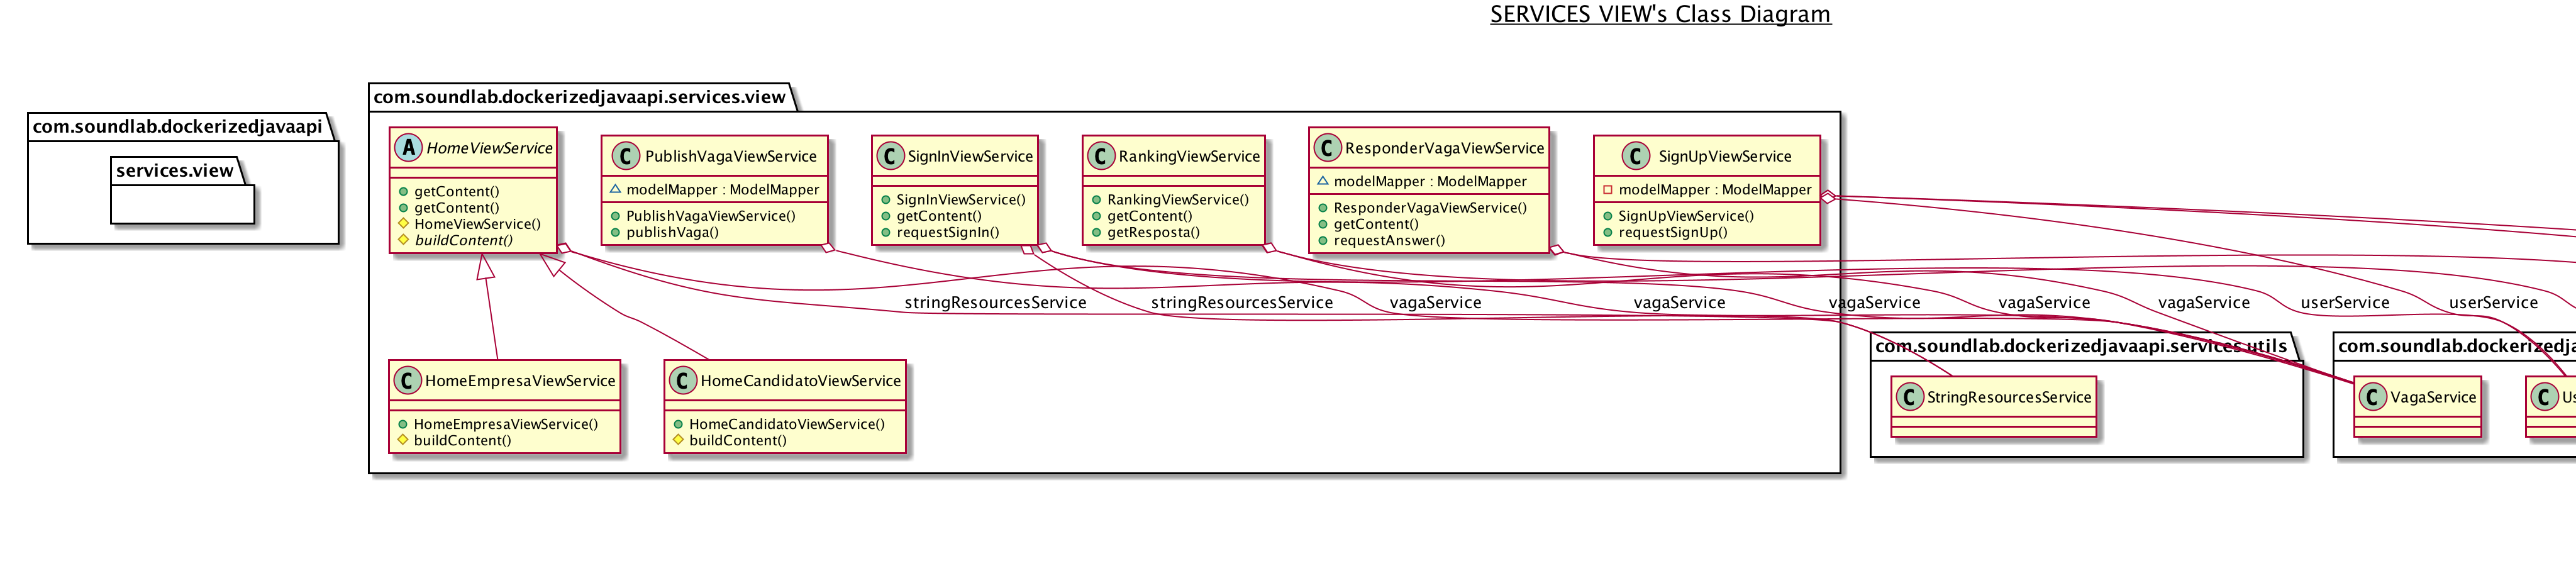 SERVICES VIEW's Class Diagram
com.soundlab.dockerizedjavaapi
services.view
com.soundlab.dockerizedjavaapi.services.view
A HomeViewService
getContent()
getContent()
HomeViewService()
buildContent()
C PublishVagaViewService
modelMapper : ModelMapper
PublishVagaViewService()
publishVaga()
C SignInViewService
SignInViewService()
getContent()
requestSignIn()
C RankingViewService
RankingViewService()
getContent()
getResposta()
C ResponderVagaViewService
modelMapper : ModelMapper
ResponderVagaViewService()
getContent()
requestAnswer()
C SignUpViewService
modelMapper : ModelMapper
SignUpViewService()
requestSignUp()
stringResourcesService
stringResourcesService
vagaService
vagaService
vagaService
vagaService
vagaService
userService
userService
C HomeEmpresaViewService
HomeEmpresaViewService()
buildContent()
C HomeCandidatoViewService
HomeCandidatoViewService()
buildContent()
com.soundlab.dockerizedjavaapi.services.utils
C StringResourcesService
com.soundlab.dockerizedja
C VagaService
C Us